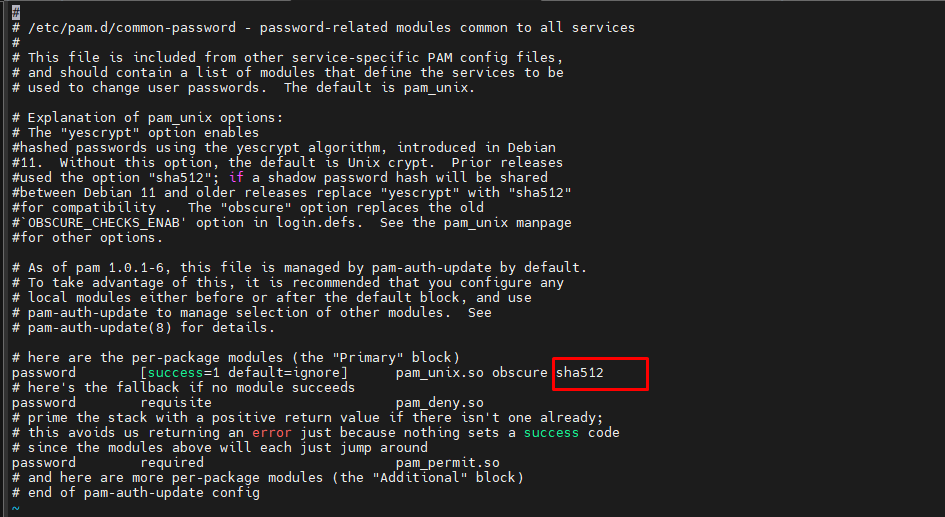 #
# /etc/pam.d/common-password - password-related modules common to all services
#
# This file is included from other service-specific PAM config files,
# and should contain a list of modules that define the services to be
# used to change user passwords.  The default is pam_unix.

# Explanation of pam_unix options:
# The "yescrypt" option enables
#hashed passwords using the yescrypt algorithm, introduced in Debian
#11.  Without this option, the default is Unix crypt.  Prior releases
#used the option "sha512"; if a shadow password hash will be shared
#between Debian 11 and older releases replace "yescrypt" with "sha512"
#for compatibility .  The "obscure" option replaces the old
#`OBSCURE_CHECKS_ENAB' option in login.defs.  See the pam_unix manpage
#for other options.

# As of pam 1.0.1-6, this file is managed by pam-auth-update by default.
# To take advantage of this, it is recommended that you configure any
# local modules either before or after the default block, and use
# pam-auth-update to manage selection of other modules.  See
# pam-auth-update(8) for details.

# here are the per-package modules (the "Primary" block)
password        [success=1 default=ignore]      pam_unix.so obscure sha512
# here's the fallback if no module succeeds
password        requisite                       pam_deny.so
# prime the stack with a positive return value if there isn't one already;
# this avoids us returning an error just because nothing sets a success code
# since the modules above will each just jump around
password        required                        pam_permit.so
# and here are more per-package modules (the "Additional" block)
# end of pam-auth-update config
~